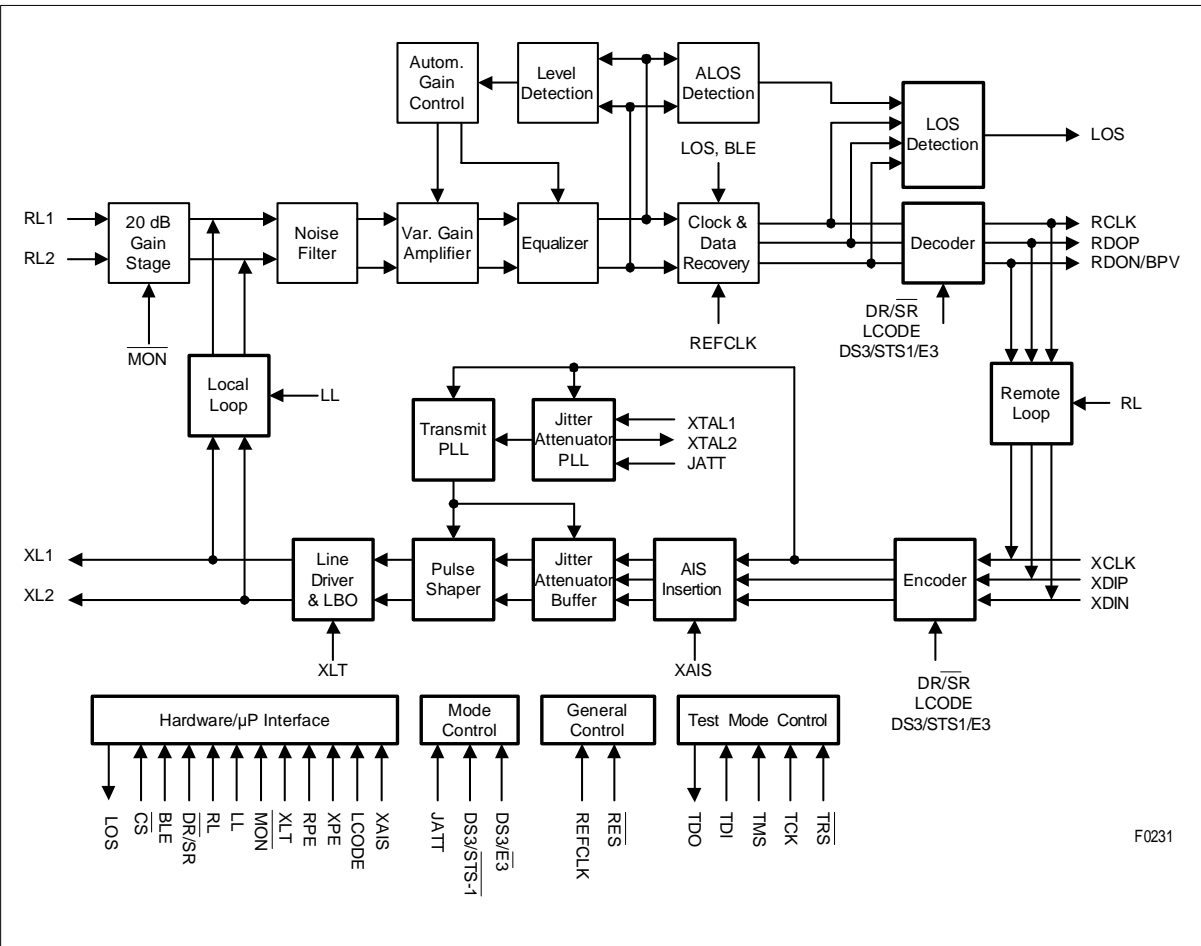 Autom.
Gain
Control
Level
Detection
ALOS
Detection
LOS
Detection
LOS
LOS, BLE
RL1
RL2
20 dB
Gain
Stage
Noise
Filter
Var. Gain
Amplifier
Equalizer
Clock &
Data
Recovery
Decoder
RCLK
RDOP
RDON/BPV
MON
REFCLK
DR/SR
LCODE
DS3/STS1/E3
Local
Loop
LL
Transmit
PLL
Jitter
Attenuator
PLL
XTAL1
XTAL2
JATT
Remote
Loop
RL
XL1
XL2
Line
Driver
& LBO
Pulse
Shaper
Jitter
Attenuator
Buffer
AIS
Insertion
Encoder
XCLK
XDIP
XDIN
XLT
XAIS
DR/SR
LCODE
DS3/STS1/E3
Hardware/µP Interface
Mode
Control
General
Control
Test Mode Control
LOS
CS
BLE
DR/SR
RL
LL
MON
XLT
RPE
XPE
LCODE
XAIS
JATT
DS3/STS-1
DS3/E3
REFCLK
RES
TDO
TDI
TMS
TCK
TRS
F0231